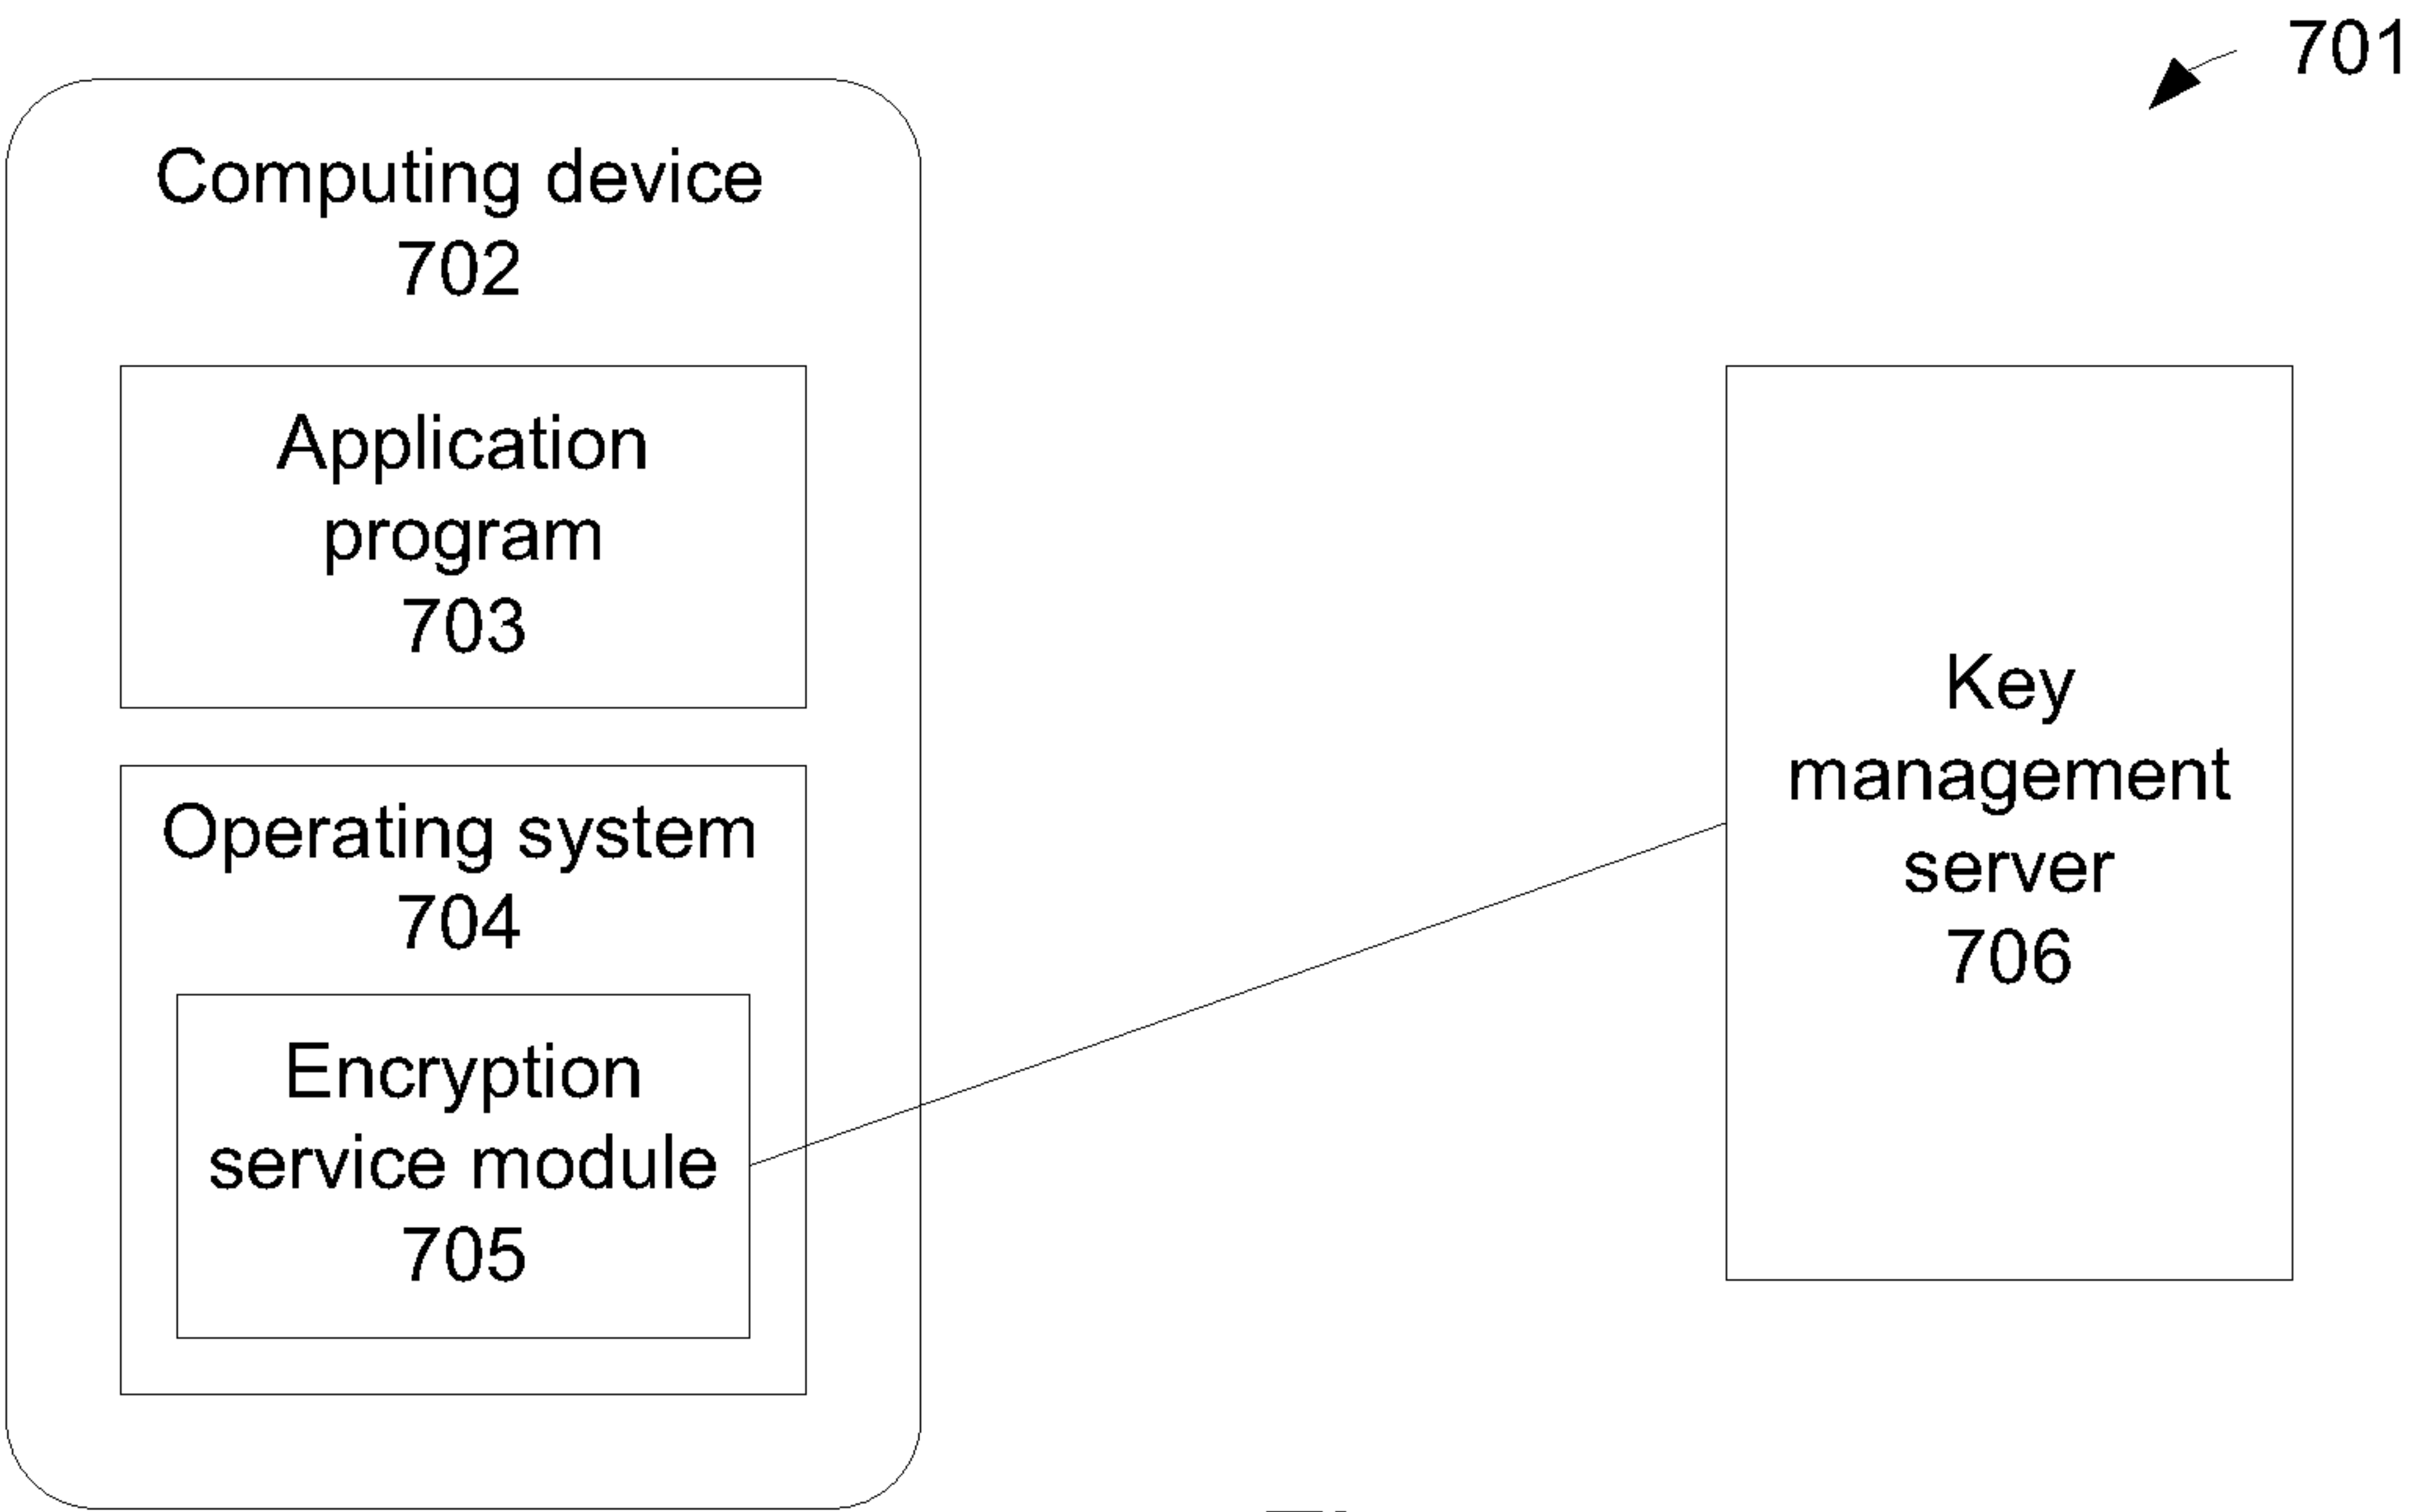 701
Computing device
702
Application
program
703
Operating system
704
Encryption
service module
705
Key
management
server
706